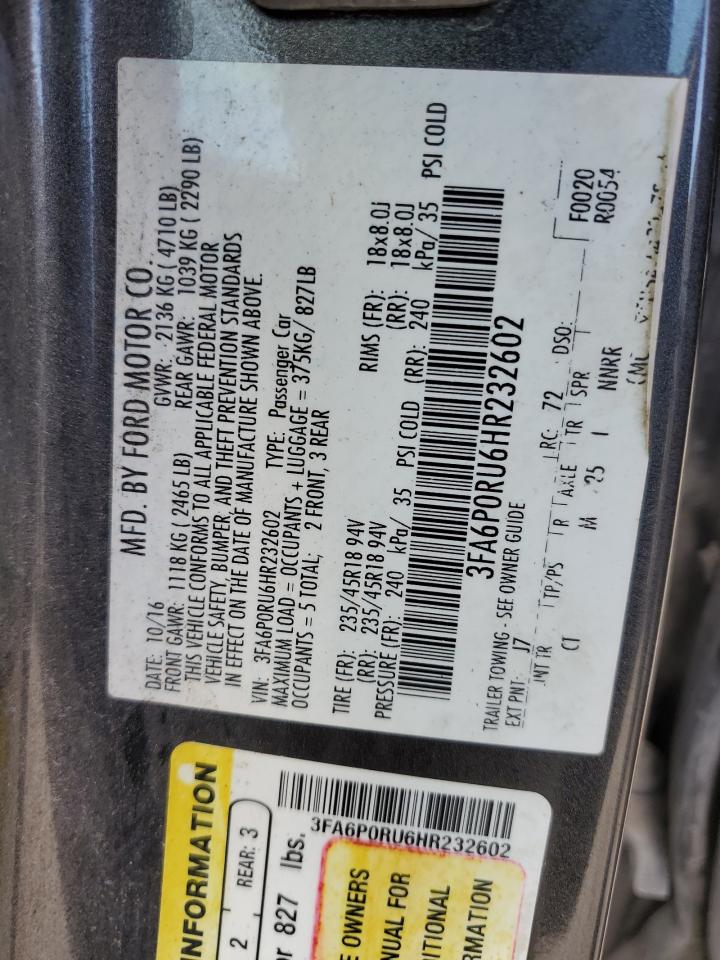 MFD. BY FORD MOTOR CO.
DATE: 10/16 GVWR: 2136 KG ( 4710 LB)
FRONT GAWR: 1118 KG ( 2465 LB) REAR GAWR: 1039 KG ( 2290 LB)
THIS VEHICLE CONFORMS TO ALL APPLICABLE FEDERAL MOTOR
VEHICLE SAFETY, BUMPER, AND THEFT PREVENTION STANDARDS
IN EFFECT ON THE DATE OF MANUFACTURE SHOWN ABOVE.
VIN: 3FA6P0RU6HR232602 TYPE: Passenger Car
MAXIMUM LOAD = OCCUPANTS + LUGGAGE = 375KG/ 827LB
OCCUPANTS = 5 TOTAL; 2 FRONT, 3 REAR
TIRE (FR): 235/45R18 94V RIMS (FR): 18x8.0J
(RR): 235/45R18 94V (RR): 18x8.0J
PRESSURE (FR): 240 kPa/ 35 PSI COLD (RR): 240 kPa/ 35 PSI COLD
3FA6P0RU6HR232602
TRAILER TOWING - SEE OWNER GUIDE
EXT PNT: J7 RC: 72 DSO: F0020
INT TR TP/PS R AXLE TR SPR R0054
CT M 25 I NNRR
INFORMATION
2 REAR: 3
827 lbs.
3FA6P0RU6HR232602
OWNERS
FOR